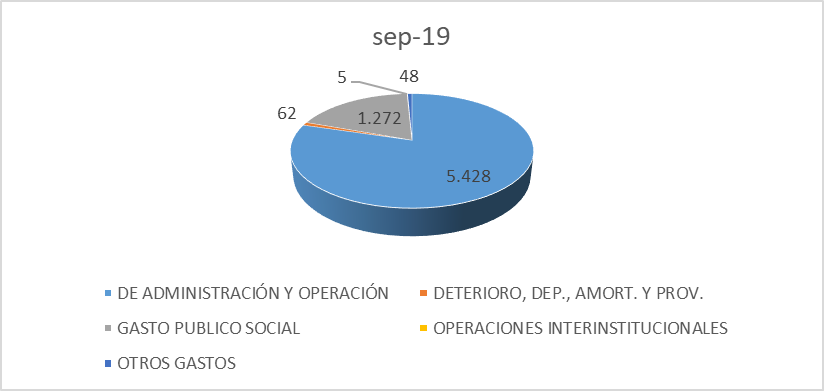 sep-19
5
48
62
1.272
5.428
DE ADMINISTRACIÓN Y OPERACIÓN
DETERIORO, DEP., AMORT. Y PROV.
GASTO PUBLICO SOCIAL
OPERACIONES INTERINSTITUCIONALES
OTROS GASTOS